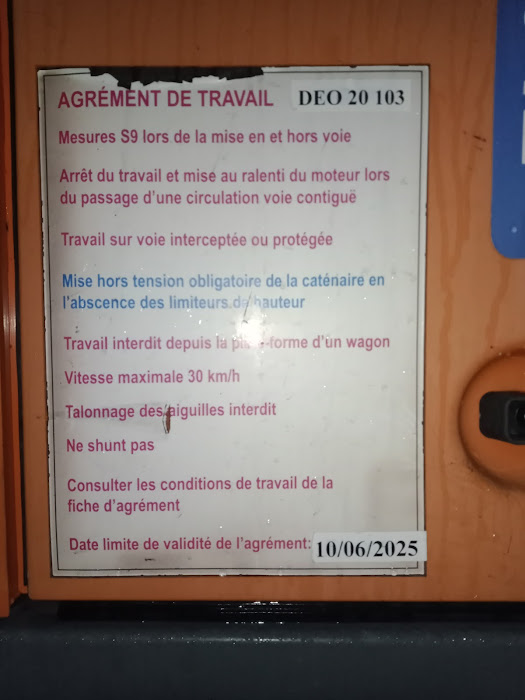 AGRÉMENT DE TRAVAIL DEO 20 103
Mesures S9 lors de la mise en et hors voie
Arrêt du travail et mise au ralenti du moteur lors
du passage d'une circulation voie contiguë
Travail sur voie interceptée ou protégée
Mise hors tension obligatoire de la caténaire en
l'abscence des limiteurs de hauteur
Travail interdit depuis la plate-forme d'un wagon
Vitesse maximale 30 km/h
Talonnage des aiguilles interdit
Ne shunt pas
Consulter les conditions de travail de la
fiche d'agrément
Date limite de validité de l'agrément: 10/06/2025